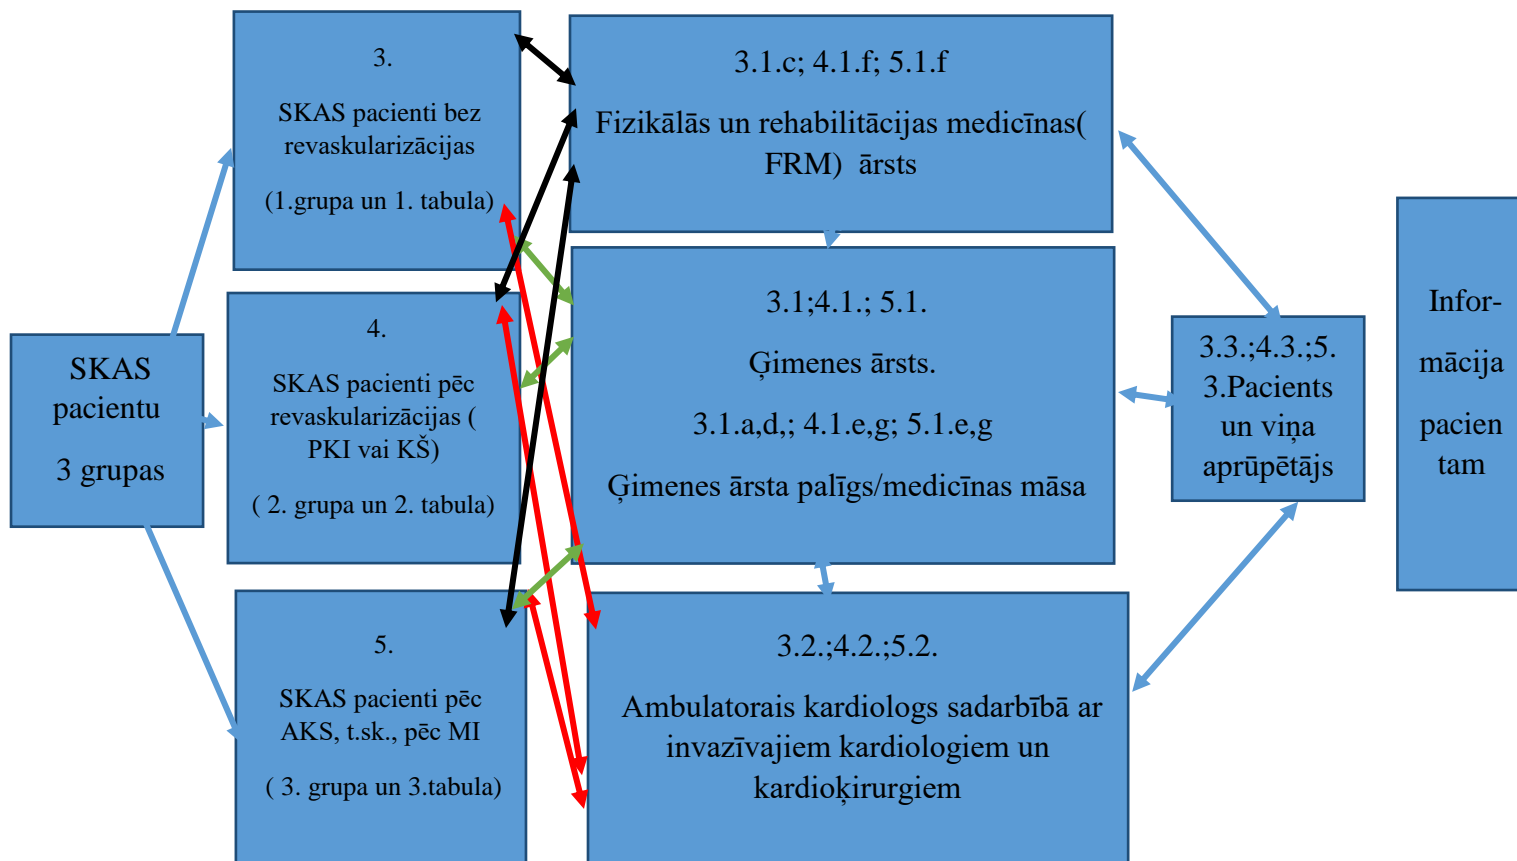 SKAS
pacientu
3 grupas
3.
SKAS pacienti bez
revaskularizācijas
(1.grupa un 1. tabula)
4.
SKAS pacienti pēc
revaskularizācijas (
PKI vai KŠ)
( 2. grupa un 2. tabula)
5.
SKAS pacienti pēc
AKS, t.sk., pēc MI
( 3. grupa un 3.tabula)
3.1.c; 4.1.f; 5.1.f
Fizikālās un rehabilitācijas medicīnas(
FRM) ārsts
3.1;4.1.; 5.1.
Ģimenes ārsts.
3.1.a,d,; 4.1.e,g; 5.1.e,g
Ģimenes ārsta palīgs/medicīnas māsa
3.2.;4.2.;5.2.
Ambulatorais kardiologs sadarbībā ar
invazīvajiem kardiologiem un
kardioķirurgiem
3.3.;4.3.;5.
3.Pacients
un viņa
aprūpētājs
Infor-
mācija
pacien
tam